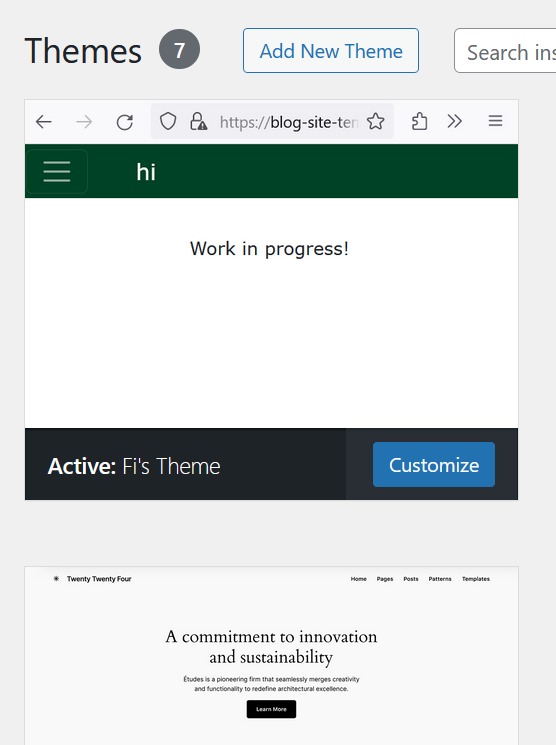 Themes 7 Add New Theme Search ins
https://blog-site-ten
hi
Work in progress!
Active: Fi's Theme Customize
Twenty Twenty Four Home Pages Posts Patterns Templates
A commitment to innovation
and sustainability
Études is a pioneering firm that seamlessly merges creativity
and functionality to redefine architectural excellence.
Learn More